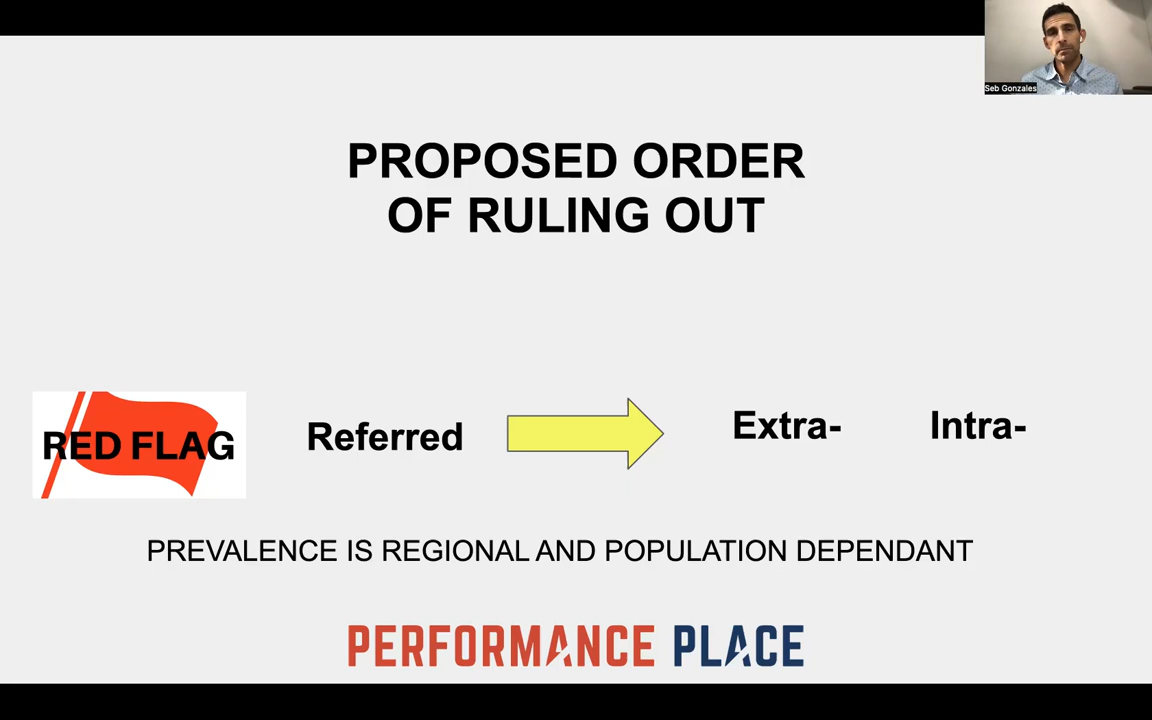 Seb Gonzales
PROPOSED ORDER
OF RULING OUT
RED FLAG
Referred
Extra-
Intra-
PREVALENCE IS REGIONAL AND POPULATION DEPENDANT
PERFORMANCE PLACE